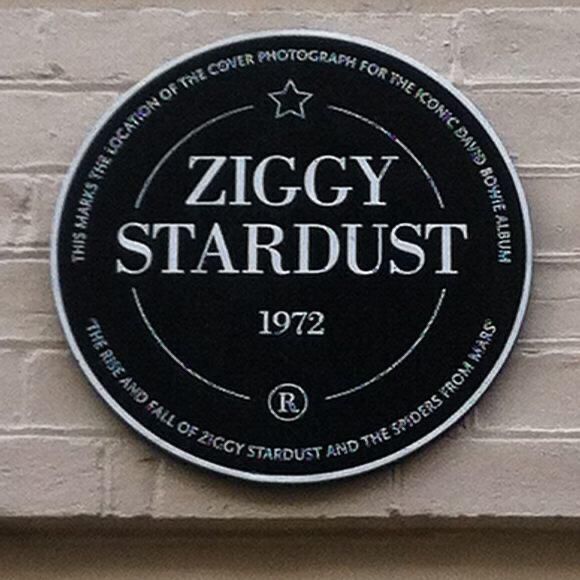 THIS MARKS THE LOCATION OF THE COVER PHOTOGRAPH FOR THE ICONIC DAVID BOWIE ALBUM
ZIGGY
STARDUST
1972
R
'THE RISE AND FALL OF ZIGGY STARDUST AND THE SPIDERS FROM MARS'